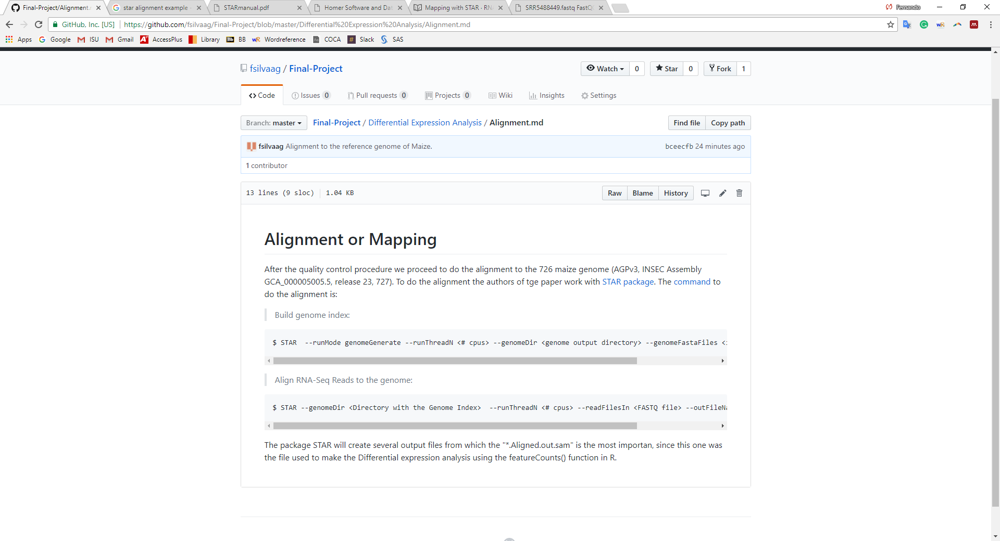 Final-Project/Alignment. star alignment example - STARmanual.pdf Homer Software and Dat Mapping with STAR · RN SRR5488449.fastq FastQ Fernando
GitHub, Inc. [US] https://github.com/fsilvaag/Final-Project/blob/master/Differential%20Expression%20Analysis/Alignment.md
Apps Google ISU Gmail AccessPlus Library BB Wordreference COCA Slack SAS
fsilvaag / Final-Project Watch 0 Star 0 Fork 1
Code Issues 0 Pull requests 0 Projects 0 Wiki Insights Settings
Branch: master Final-Project / Differential Expression Analysis / Alignment.md Find file Copy path
fsilvaag Alignment to the reference genome of Maize. bceecfb 24 minutes ago
1 contributor
13 lines (9 sloc) 1.04 KB Raw Blame History
Alignment or Mapping
After the quality control procedure we proceed to do the alignment to the 726 maize genome (AGPv3, INSEC Assembly
GCA_000005005.5, release 23, 727). To do the alignment the authors of tge paper work with STAR package. The command to
do the alignment is:
Build genome index:
$ STAR  --runMode genomeGenerate --runThreadN <# cpus> --genomeDir <genome output directory> --genomeFastaFiles <
Align RNA-Seq Reads to the genome:
$ STAR --genomeDir <Directory with the Genome Index>  --runThreadN <# cpus> --readFilesIn <FASTQ file> --outFileNa
The package STAR will create several output files from which the "*.Aligned.out.sam" is the most importan, since this one was
the file used to make the Differential expression analysis using the featureCounts() function in R.